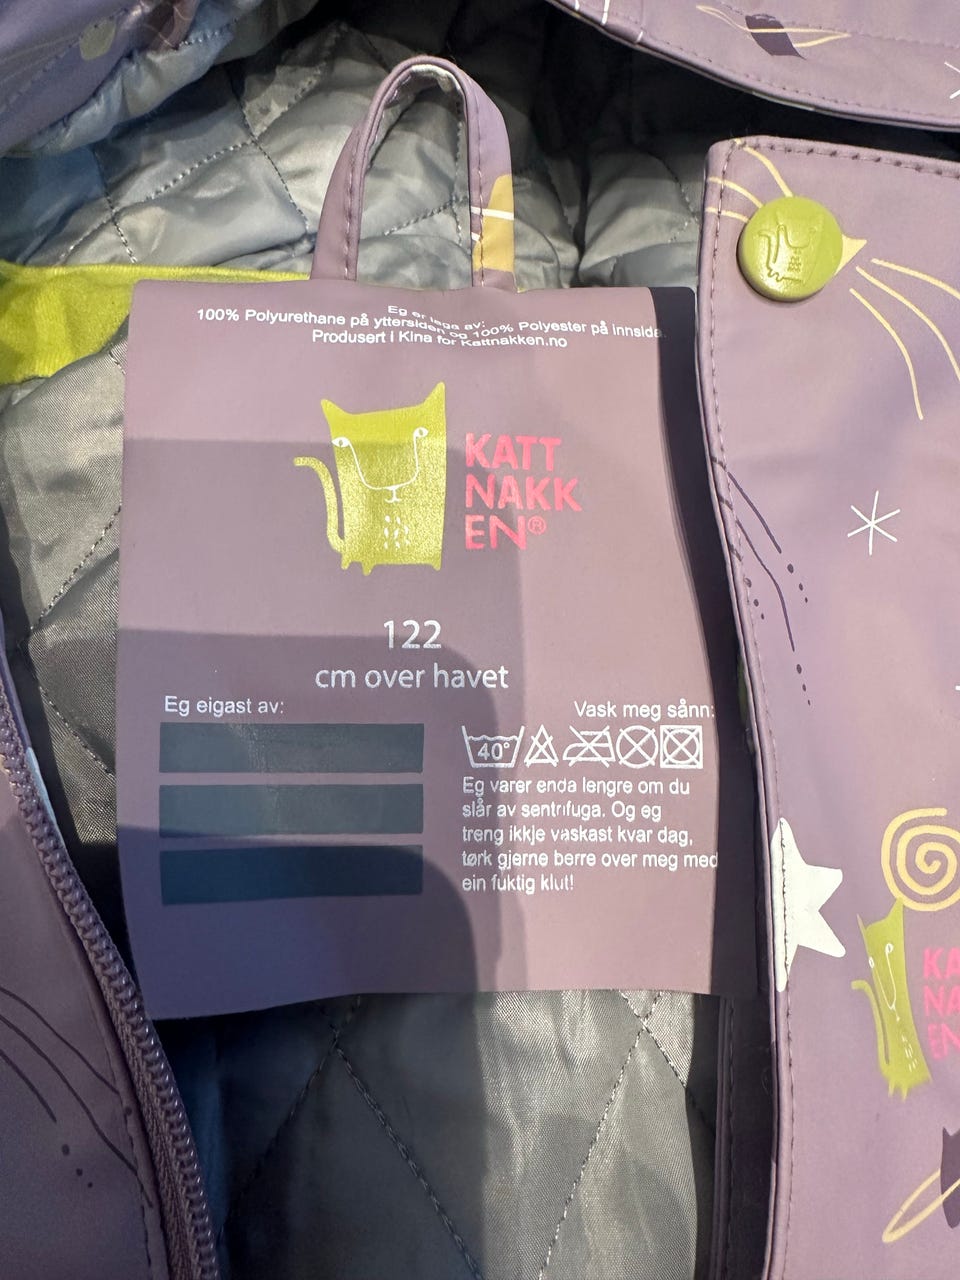 Eg er laga av:
100% Polyurethane på yttersiden og 100% Polyester på innsida.
Produsert i Kina for Kattnakken.no
KATT
NAKK
EN®
122
cm over havet
Eg eigast av:
Vask meg sånn:
40°
Eg varer enda lengre om du
slår av sentrifuga. Og eg
treng ikkje vaskast kvar dag,
tørk gjerne berre over meg med
ein fuktig klut!
KA
NA
EN